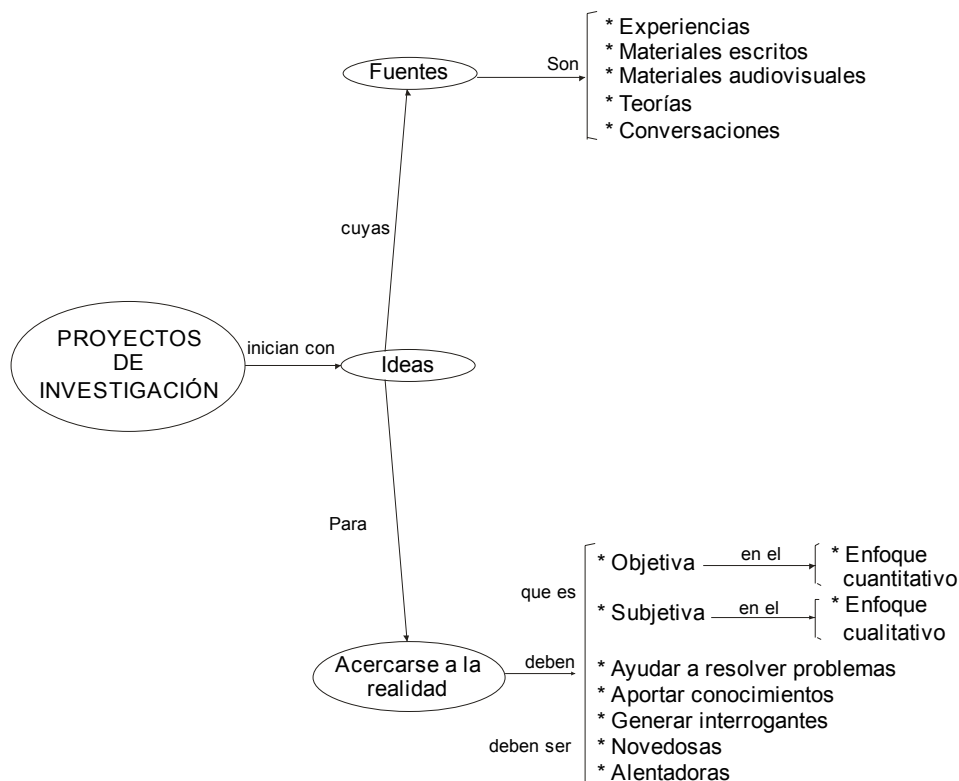 Fuentes
Son
* Experiencias
* Materiales escritos
* Materiales audiovisuales
* Teorías
* Conversaciones
cuyas
PROYECTOS
DE
INVESTIGACIÓN
inician con
Ideas
Para
Acercarse a la
realidad
que es
* Objetiva
en el
* Enfoque
cuantitativo
* Subjetiva
en el
* Enfoque
cualitativo
deben
* Ayudar a resolver problemas
* Aportar conocimientos
* Generar interrogantes
deben ser
* Novedosas
* Alentadoras